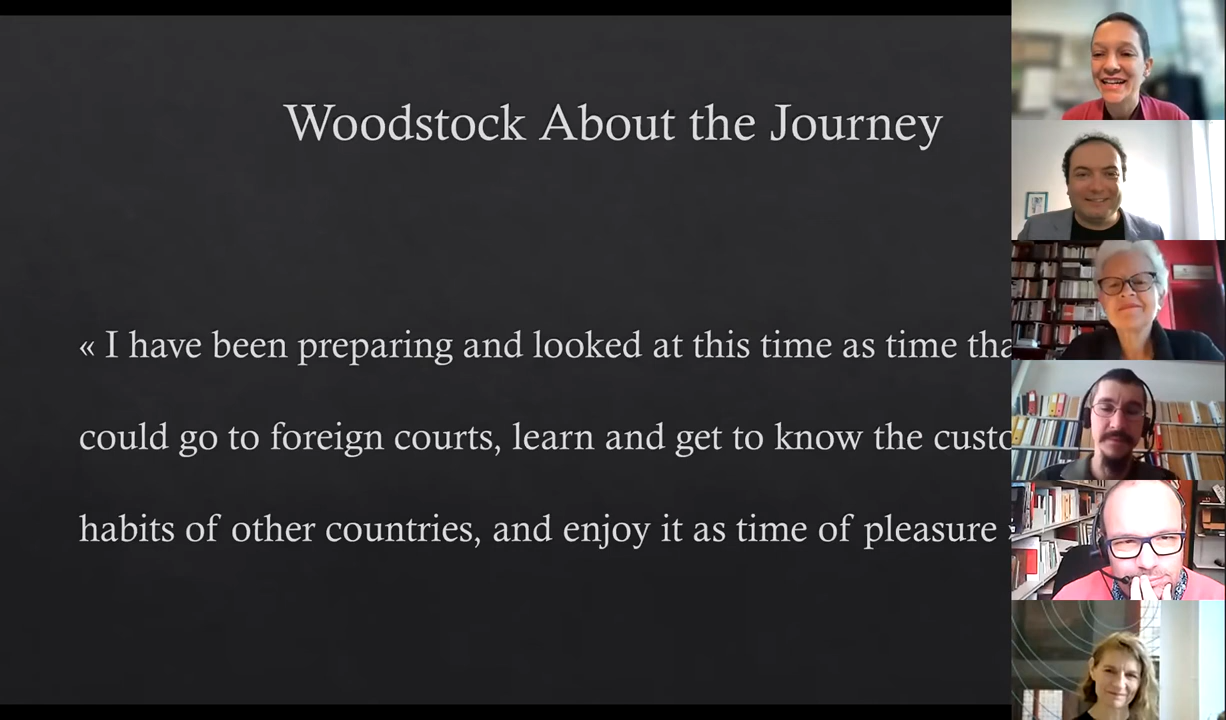 Woodstock About the Journey
« I have been preparing and looked at this time as time
could go to foreign courts, learn and get to know the
habits of other countries, and enjoy it as time of pleasure